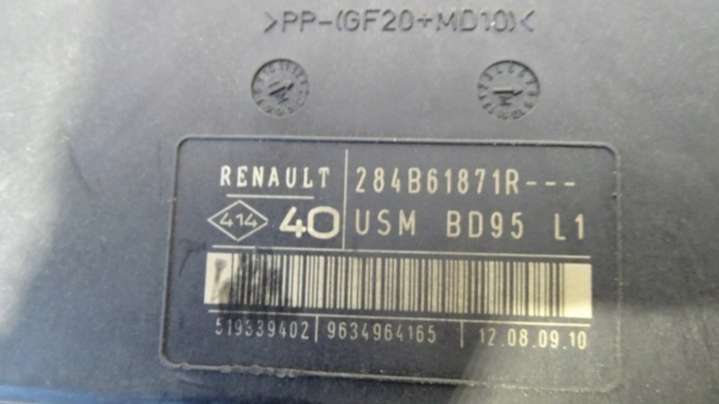 >PP-(GF20+MD10)<
RENAULT 284B61871R---
414 40 USM BD95 L1
519339402 9634964165 12.08.09.10